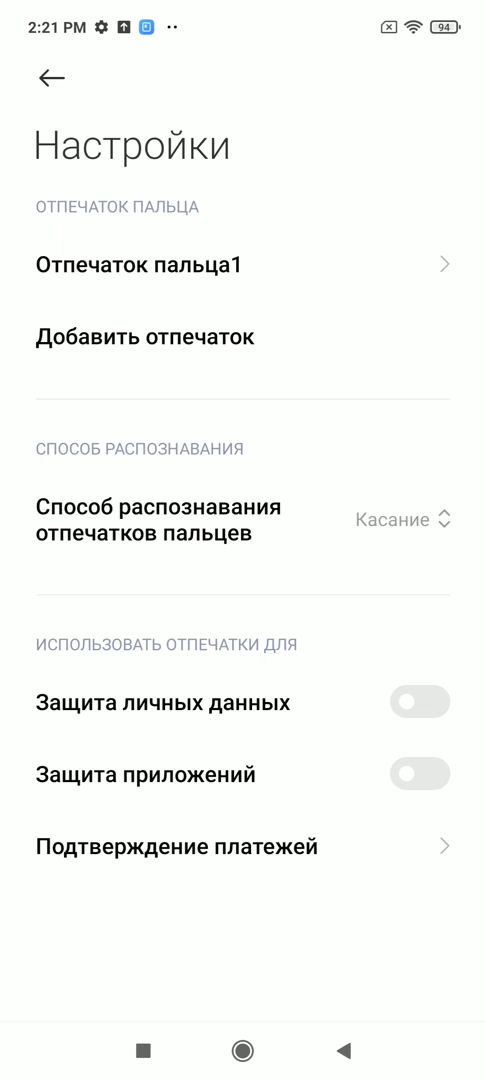 2:21 PM
94
Настройки
ОТПЕЧАТОК ПАЛЬЦА
Отпечаток пальца1
Добавить отпечаток
СПОСОБ РАСПОЗНАВАНИЯ
Способ распознавания
отпечатков пальцев
Касание
ИСПОЛЬЗОВАТЬ ОТПЕЧАТКИ ДЛЯ
Защита личных данных
Защита приложений
Подтверждение платежей